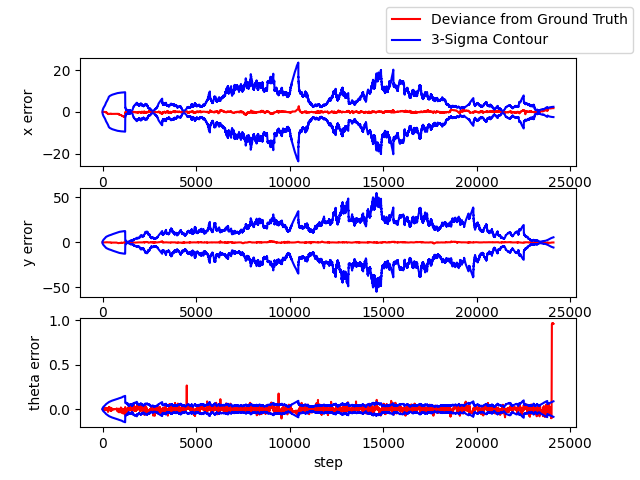 Deviance from Ground Truth
3-Sigma Contour
x error
20
0
−20
0 5000 10000 15000 20000 25000
y error
50
0
−50
0 5000 10000 15000 20000 25000
theta error
1.0
0.5
0.0
0 5000 10000 15000 20000 25000
step